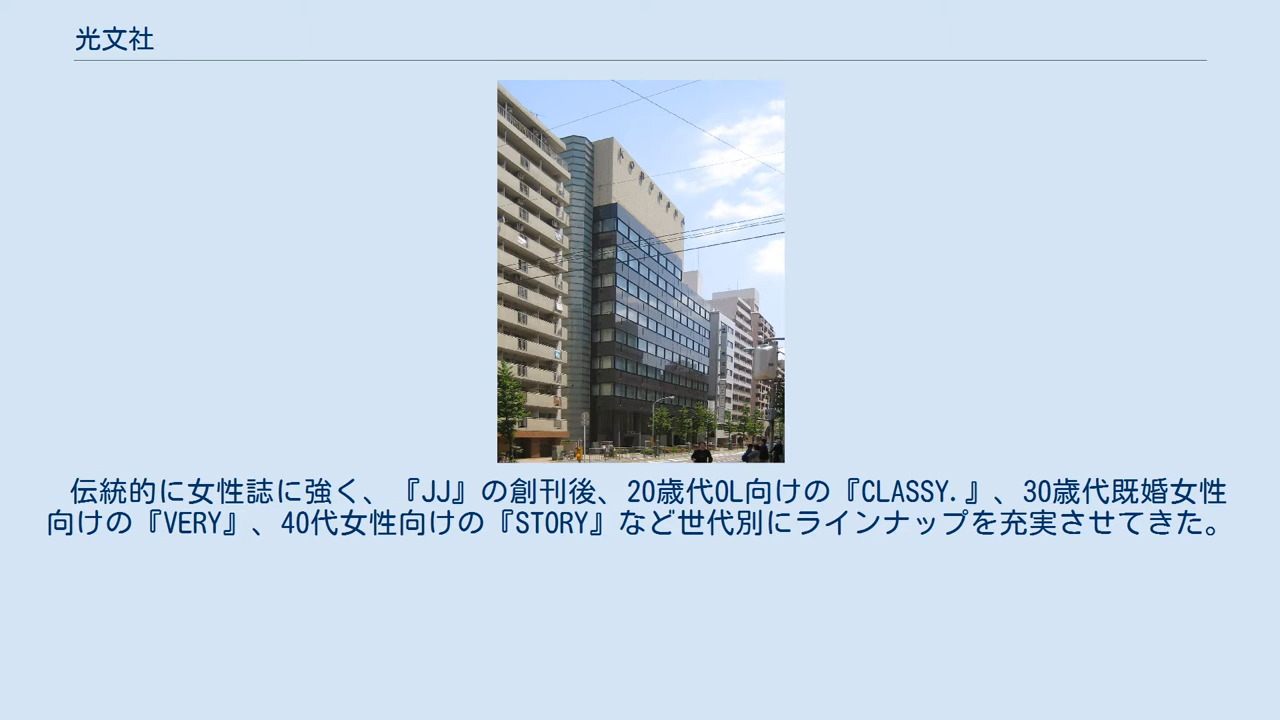 光文社
伝統的に女性誌に強く、『JJ』の創刊後、20歳代OL向けの『CLASSY.』、30歳代既婚女性
向けの『VERY』、40代女性向けの『STORY』など世代別にラインナップを充実させてきた。